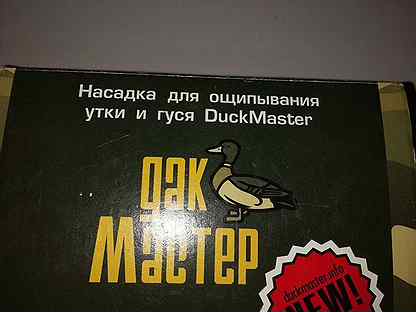 Насадка для ощипывания
утки и гуся DuckMaster
дак
Мастер
duckmaster.info
NEW!